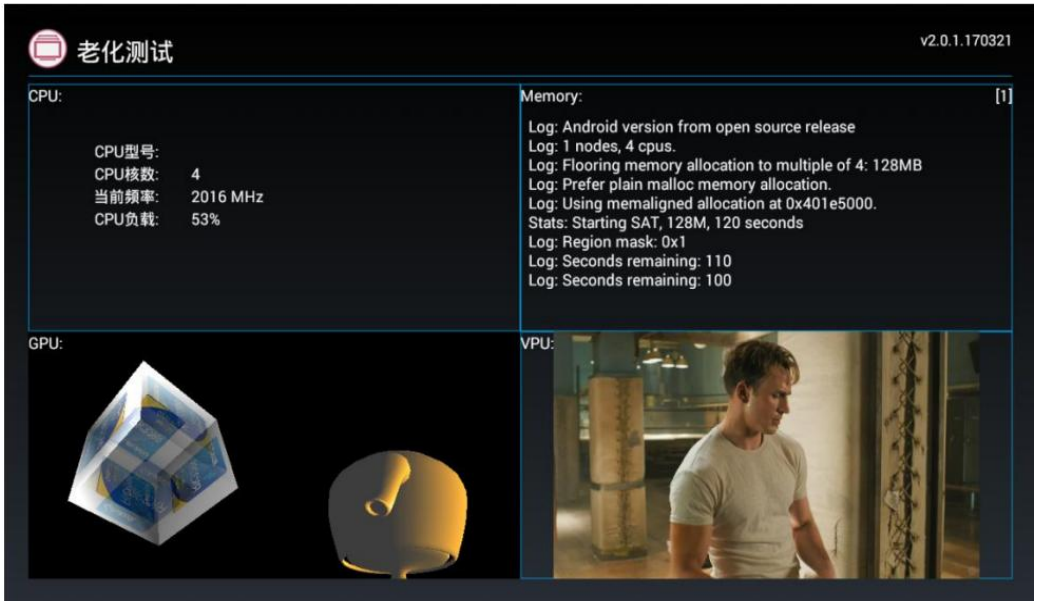 老化测试
v2.0.1.170321
CPU:
CPU型号:
CPU核数: 4
当前频率: 2016 MHz
CPU负载: 53%
Memory:
[1]
Log: Android version from open source release
Log: 1 nodes, 4 cpus.
Log: Flooring memory allocation to multiple of 4: 128MB
Log: Prefer plain malloc memory allocation.
Log: Using memaligned allocation at 0x401e5000.
Stats: Starting SAT, 128M, 120 seconds
Log: Region mask: 0x1
Log: Seconds remaining: 110
Log: Seconds remaining: 100
GPU:
VPU: